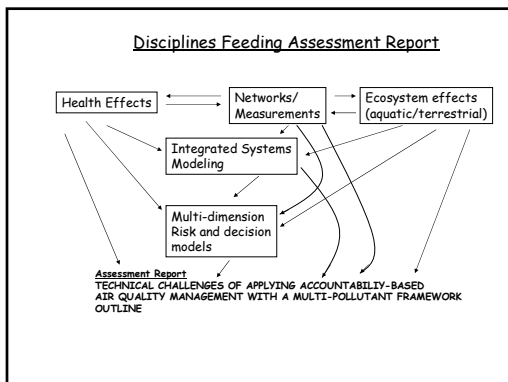 Disciplines Feeding Assessment Report
Health Effects
Networks/
Measurements
Ecosystem effects
(aquatic/terrestrial)
Integrated Systems
Modeling
Multi-dimension
Risk and decision
models
Assessment Report
TECHNICAL CHALLENGES OF APPLYING ACCOUNTABILIY-BASED
AIR QUALITY MANAGEMENT WITH A MULTI-POLLUTANT FRAMEWORK
OUTLINE